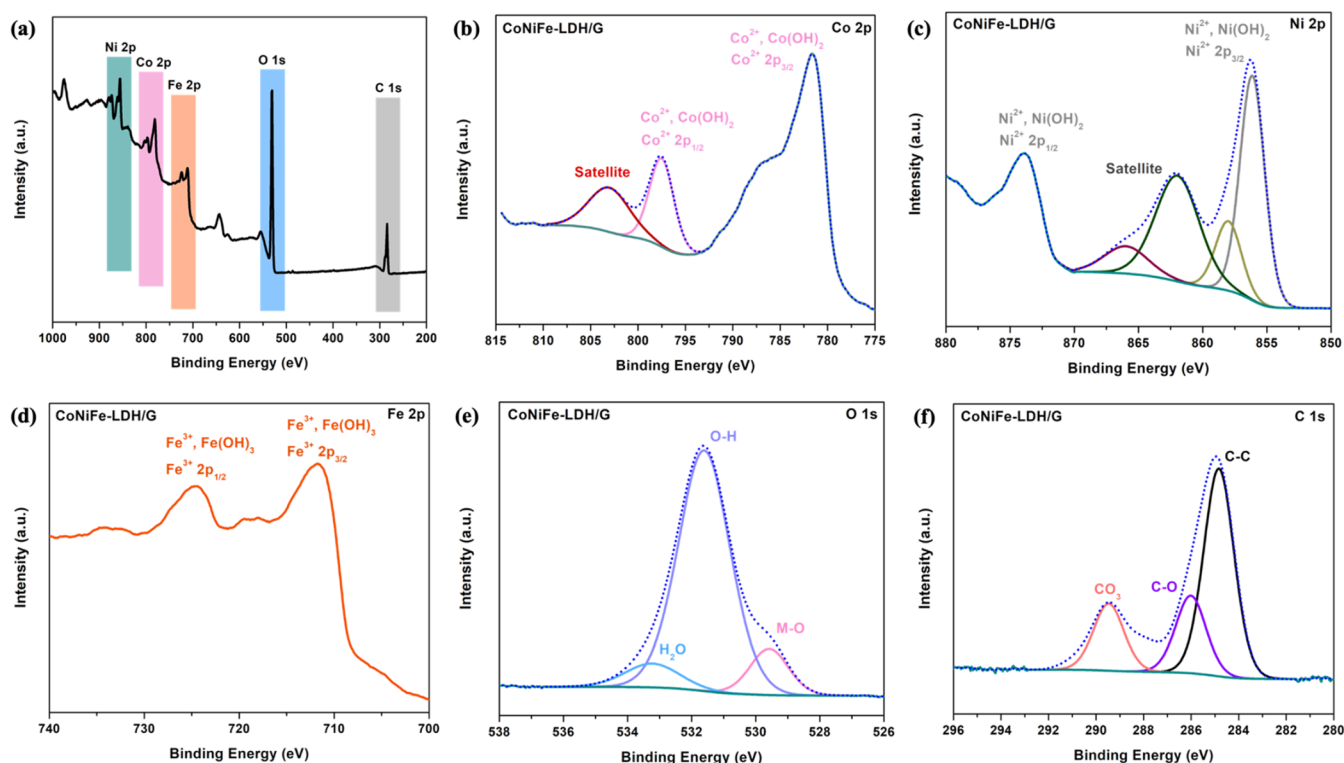 (a)
Ni 2p
Co 2p
Fe 2p
O 1s
C 1s
Intensity (a.u.)
1000 900 800 700 600 500 400 300 200
Binding Energy (eV)
(b)
CoNiFe-LDH/G
Co 2p
Co²⁺, Co(OH)₂
Co²⁺ 2p₃/₂
Co²⁺, Co(OH)₂
Co²⁺ 2p₁/₂
Satellite
Intensity (a.u.)
815 810 805 800 795 790 785 780 775
Binding Energy (eV)
(c)
CoNiFe-LDH/G
Ni 2p
Ni²⁺, Ni(OH)₂
Ni²⁺ 2p₃/₂
Ni²⁺, Ni(OH)₂
Ni²⁺ 2p₁/₂
Satellite
Intensity (a.u.)
880 870 860 850
Binding Energy (eV)
(d)
CoNiFe-LDH/G
Fe 2p
Fe³⁺, Fe(OH)₃
Fe³⁺ 2p₃/₂
Fe³⁺, Fe(OH)₃
Fe³⁺ 2p₁/₂
Intensity (a.u.)
740 730 720 710 700
Binding Energy (eV)
(e)
CoNiFe-LDH/G
O 1s
O-H
M-O
H₂O
Intensity (a.u.)
538 536 534 532 530 528 526
Binding Energy (eV)
(f)
CoNiFe-LDH/G
C 1s
C-C
CO₃
C-O
Intensity (a.u.)
296 294 292 290 288 286 284 282 280
Binding Energy (eV)